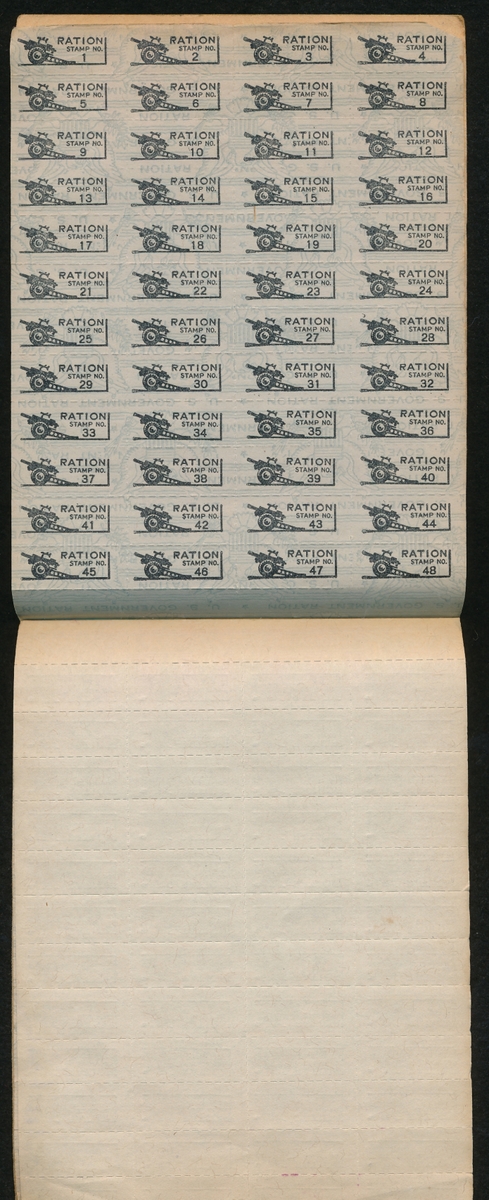 RATION RATION RATION RATION
STAMP NO. STAMP NO. STAMP NO. STAMP NO.
1 2 3 4
RATION RATION RATION RATION
STAMP NO. STAMP NO. STAMP NO. STAMP NO.
5 6 7 8
RATION RATION RATION RATION
STAMP NO. STAMP NO. STAMP NO. STAMP NO.
9 10 11 12
RATION RATION RATION RATION
STAMP NO. STAMP NO. STAMP NO. STAMP NO.
13 14 15 16
RATION RATION RATION RATION
STAMP NO. STAMP NO. STAMP NO. STAMP NO.
17 18 19 20
RATION RATION RATION RATION
STAMP NO. STAMP NO. STAMP NO. STAMP NO.
21 22 23 24
RATION RATION RATION RATION
STAMP NO. STAMP NO. STAMP NO. STAMP NO.
25 26 27 28
RATION RATION RATION RATION
STAMP NO. STAMP NO. STAMP NO. STAMP NO.
29 30 31 32
RATION RATION RATION RATION
STAMP NO. STAMP NO. STAMP NO. STAMP NO.
33 34 35 36
RATION RATION RATION RATION
STAMP NO. STAMP NO. STAMP NO. STAMP NO.
37 38 39 40
RATION RATION RATION RATION
STAMP NO. STAMP NO. STAMP NO. STAMP NO.
41 42 43 44
RATION RATION RATION RATION
STAMP NO. STAMP NO. STAMP NO. STAMP NO.
45 46 47 48